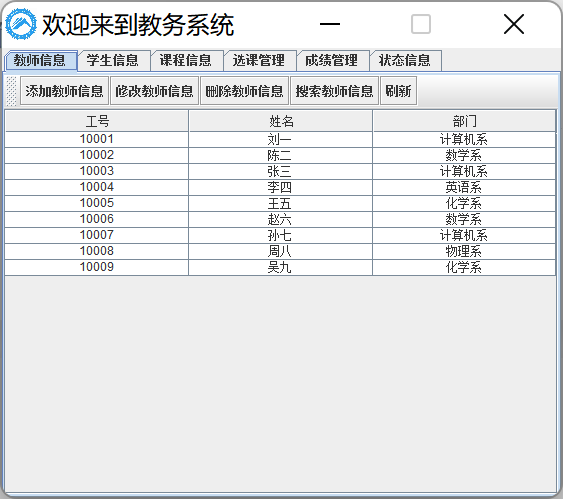 欢迎来到教务系统
教师信息 学生信息 课程信息 选课管理 成绩管理 状态信息
添加教师信息 修改教师信息 删除教师信息 搜索教师信息 刷新
工号 姓名 部门
10001 刘一 计算机系
10002 陈二 数学系
10003 张三 计算机系
10004 李四 英语系
10005 王五 化学系
10006 赵六 数学系
10007 孙七 计算机系
10008 周八 物理系
10009 吴九 化学系